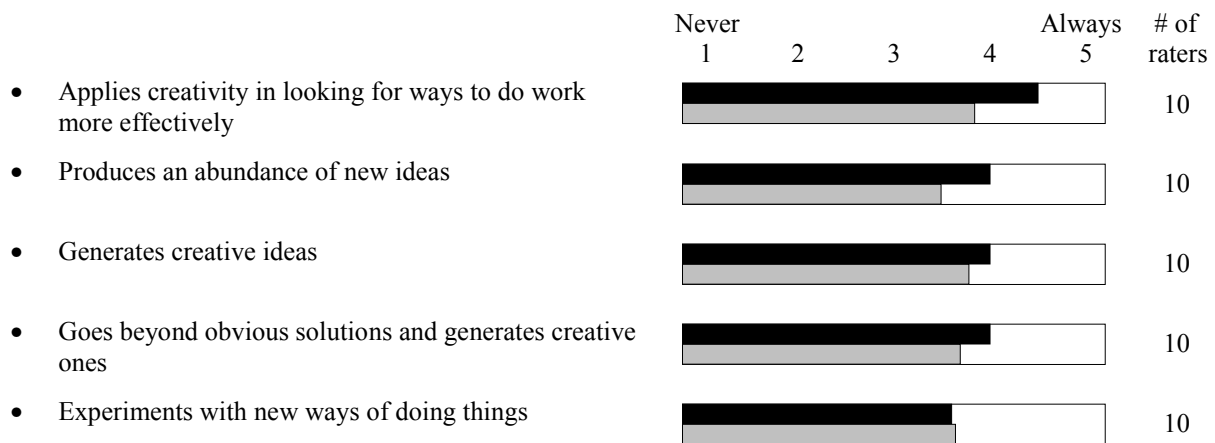 Never Always # of
1 2 3 4 5 raters
• Applies creativity in looking for ways to do work
more effectively
10
• Produces an abundance of new ideas
10
• Generates creative ideas
10
• Goes beyond obvious solutions and generates creative
ones
10
• Experiments with new ways of doing things
10